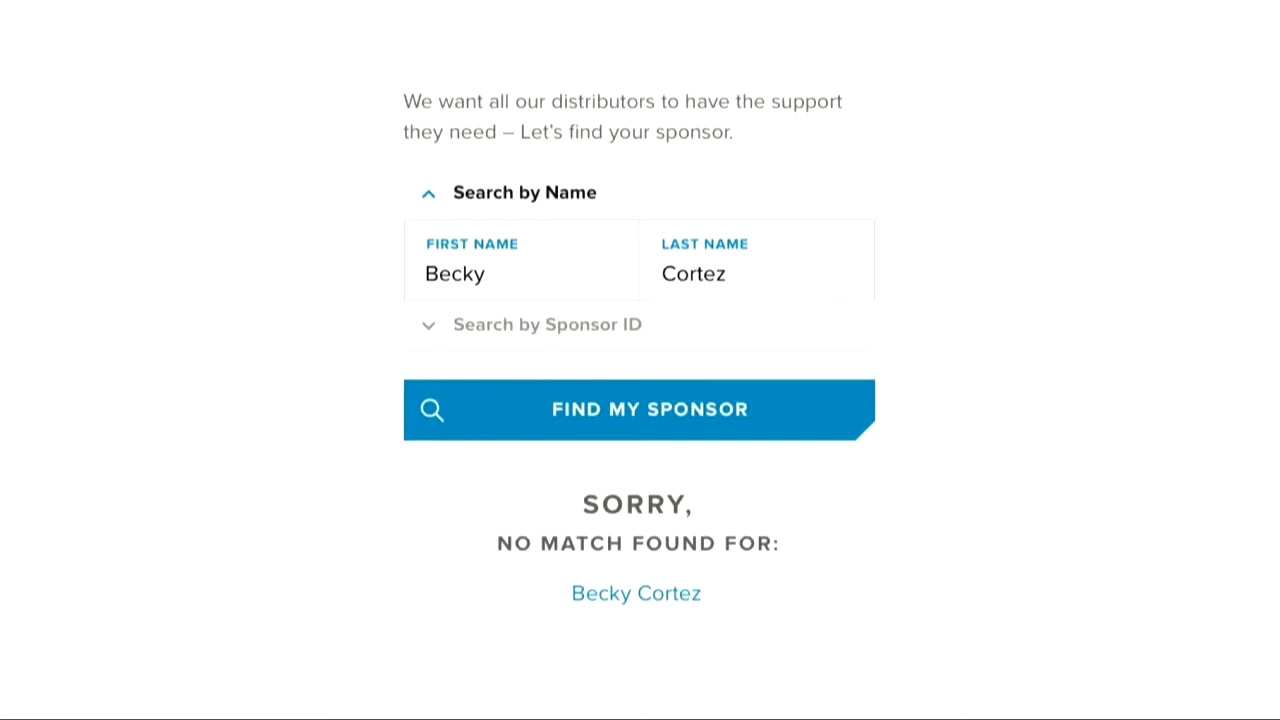 We want all our distributors to have the support
they need – Let's find your sponsor.
Search by Name
FIRST NAME
LAST NAME
Becky
Cortez
Search by Sponsor ID
FIND MY SPONSOR
SORRY,
NO MATCH FOUND FOR:
Becky Cortez